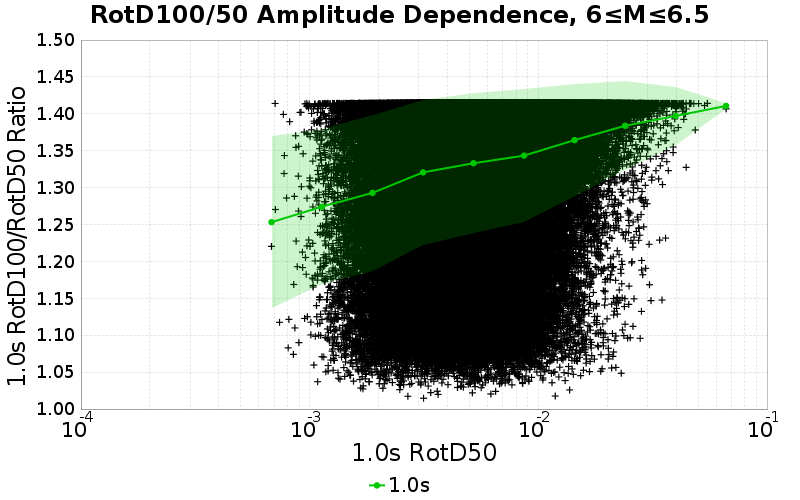 RotD100/50 Amplitude Dependence, 6≤M≤6.5
1.0s RotD100/RotD50 Ratio
1.50
1.45
1.40
1.35
1.30
1.25
1.20
1.15
1.10
1.05
1.00
10-4 10-3 10-2 10-1
1.0s RotD50
1.0s